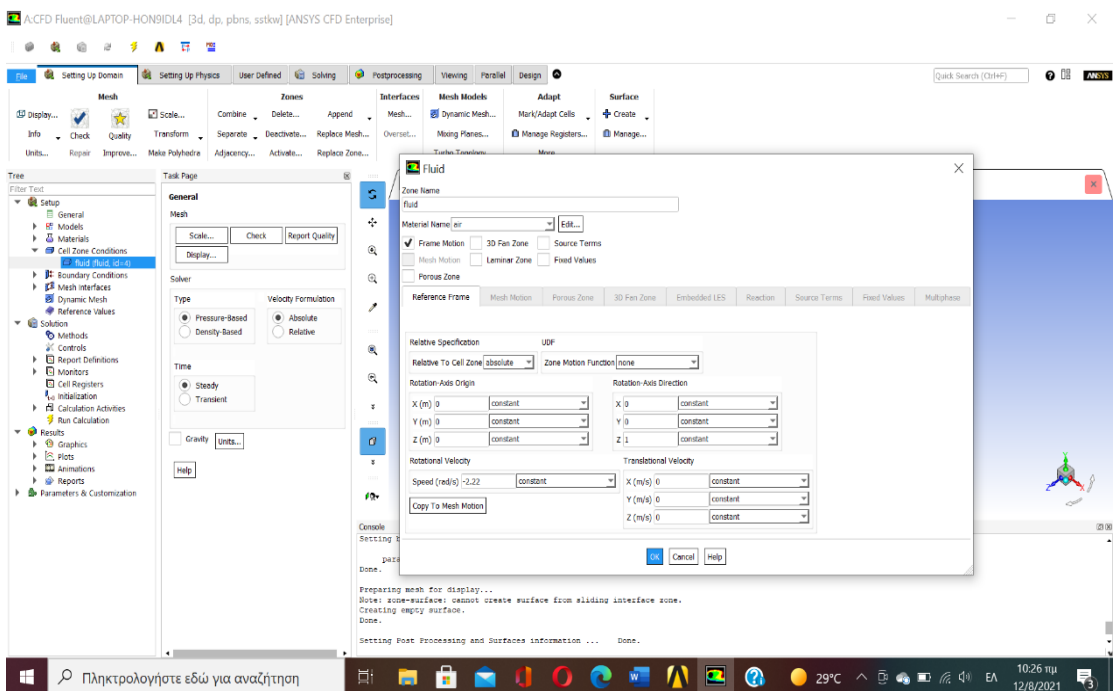 A:CFD Fluent@LAPTOP-HON9IDL4 [3d, dp, pbns, sstkw] [ANSYS CFD Enterprise]
File Setting Up Domain Setting Up Physics User Defined Solving Postprocessing Viewing Parallel Design Quick Search (Ctrl+F) ANSYS
Mesh Zones Interfaces Mesh Models Adapt Surface
Display... Scale... Combine Delete... Append Mesh... Dynamic Mesh... Mark/Adapt Cells Create
Info Check Quality Transform Separate Deactivate... Replace Mesh... Overset... Mixing Planes... Manage Registers... Manage...
Units... Repair Improve... Make Polyhedra Adjacency... Activate... Replace Zone... Turbo Topology More
Tree
Filter Text
Setup
General
Models
Materials
Cell Zone Conditions
fluid (fluid, id=4)
Boundary Conditions
Mesh Interfaces
Dynamic Mesh
Reference Values
Solution
Methods
Controls
Report Definitions
Monitors
Cell Registers
Initialization
Calculation Activities
Run Calculation
Results
Graphics
Plots
Animations
Reports
Parameters & Customization
Task Page
General
Mesh
Scale... Check Report Quality
Display...
Solver
Type Velocity Formulation
Pressure-Based Absolute
Density-Based Relative
Time
Steady
Transient
Gravity Units...
Help
Fluid
Zone Name
fluid
Material Name air Edit...
Frame Motion 3D Fan Zone Source Terms
Mesh Motion Laminar Zone Fixed Values
Porous Zone
Reference Frame Mesh Motion Porous Zone 3D Fan Zone Embedded LES Reaction Source Terms Fixed Values Multiphase
Relative Specification UDF
Relative To Cell Zone absolute Zone Motion Function none
Rotation-Axis Origin Rotation-Axis Direction
X (m) 0 constant X 0 constant
Y (m) 0 constant Y 0 constant
Z (m) 0 constant Z 1 constant
Rotational Velocity Translational Velocity
Speed (rad/s) -2.22 constant X (m/s) 0 constant
Copy To Mesh Motion Y (m/s) 0 constant
Z (m/s) 0 constant
OK Cancel Help
Console
Setting b
para
Done.
Preparing mesh for display...
Note: zone-surface: cannot create surface from sliding interface zone.
Creating empty surface.
Done.
Setting Post Processing and Surfaces information ... Done.
Πληκτρολογήστε εδώ για αναζήτηση 29°C ΕΛ 10:26 πμ
12/8/2021